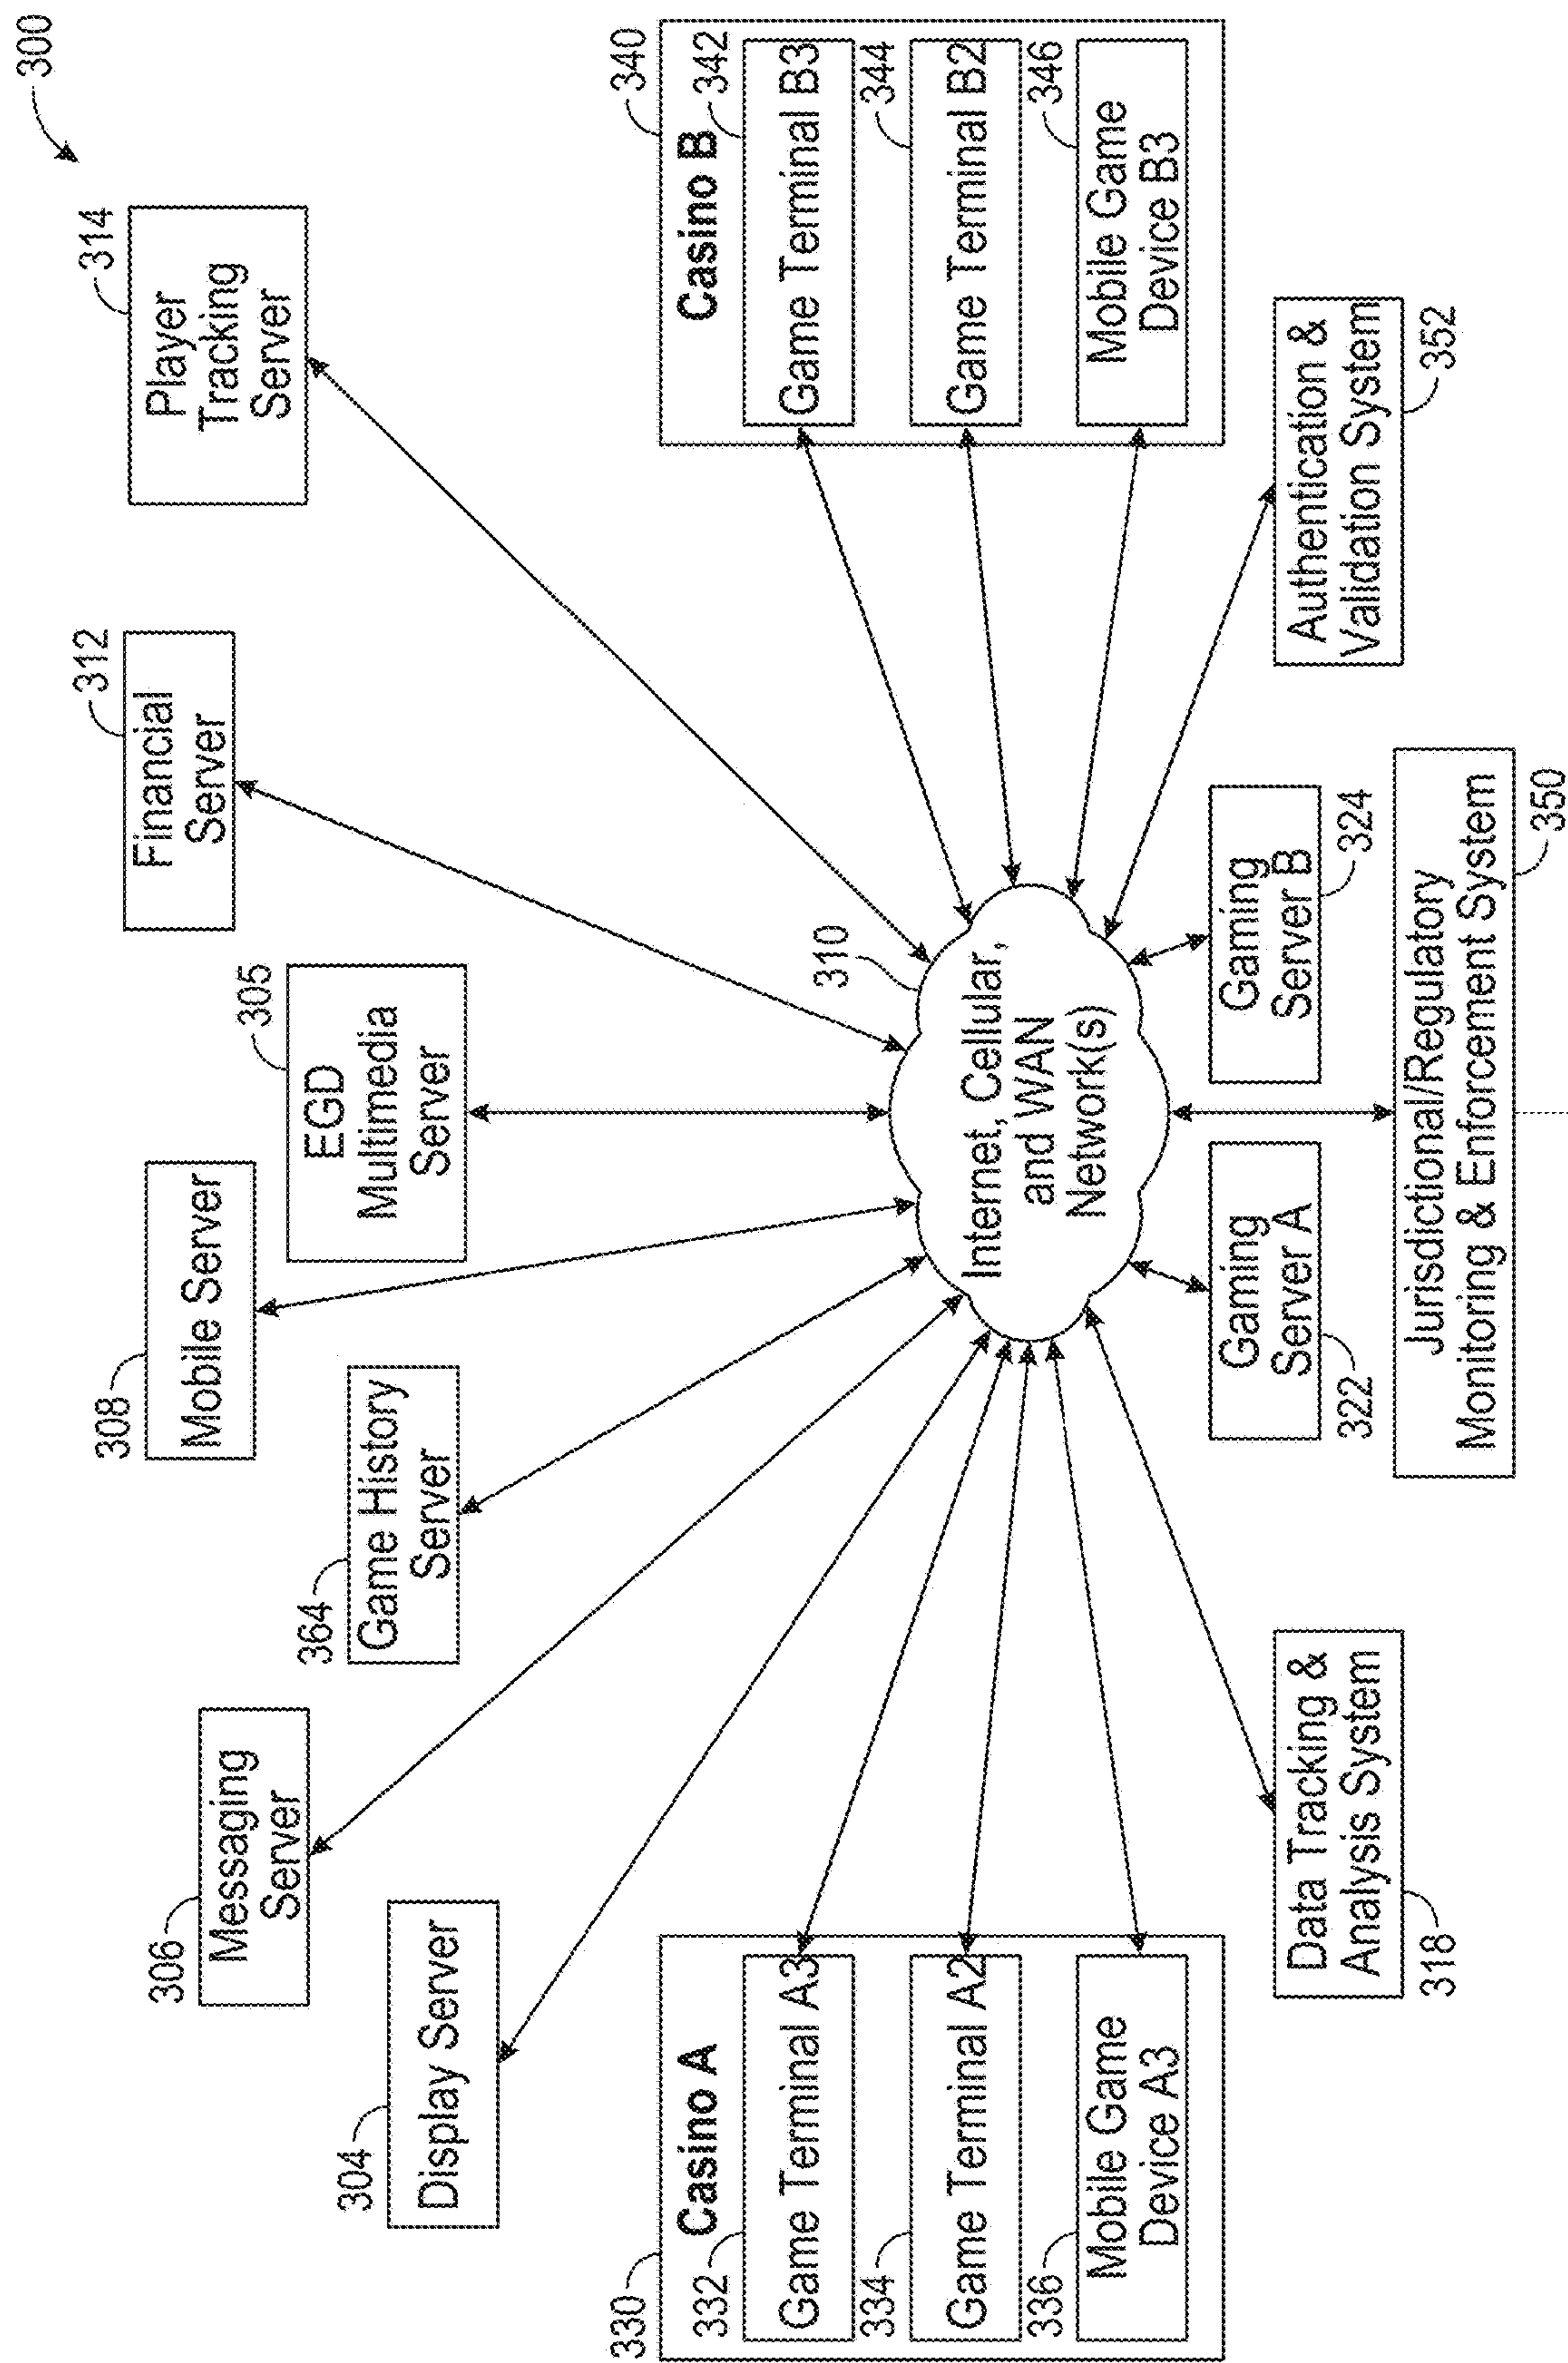 300
314
Player
Tracking
Server
312
Financial
Server
305
EGD
Multimedia
Server
308
Mobile Server
364
Game History
Server
306
Messaging
Server
304
Display Server
310
Internet, Cellular,
and WAN
Network(s)
330
Casino A
332
Game Terminal A3
334
Game Terminal A2
336
Mobile Game
Device A3
340
Casino B
342
Game Terminal B3
344
Game Terminal B2
346
Mobile Game
Device B3
318
Data Tracking &
Analysis System
322
Gaming
Server A
Gaming
Server B
324
Authentication &
Validation System
352
Jurisdictional/Regulatory
Monitoring & Enforcement System
350